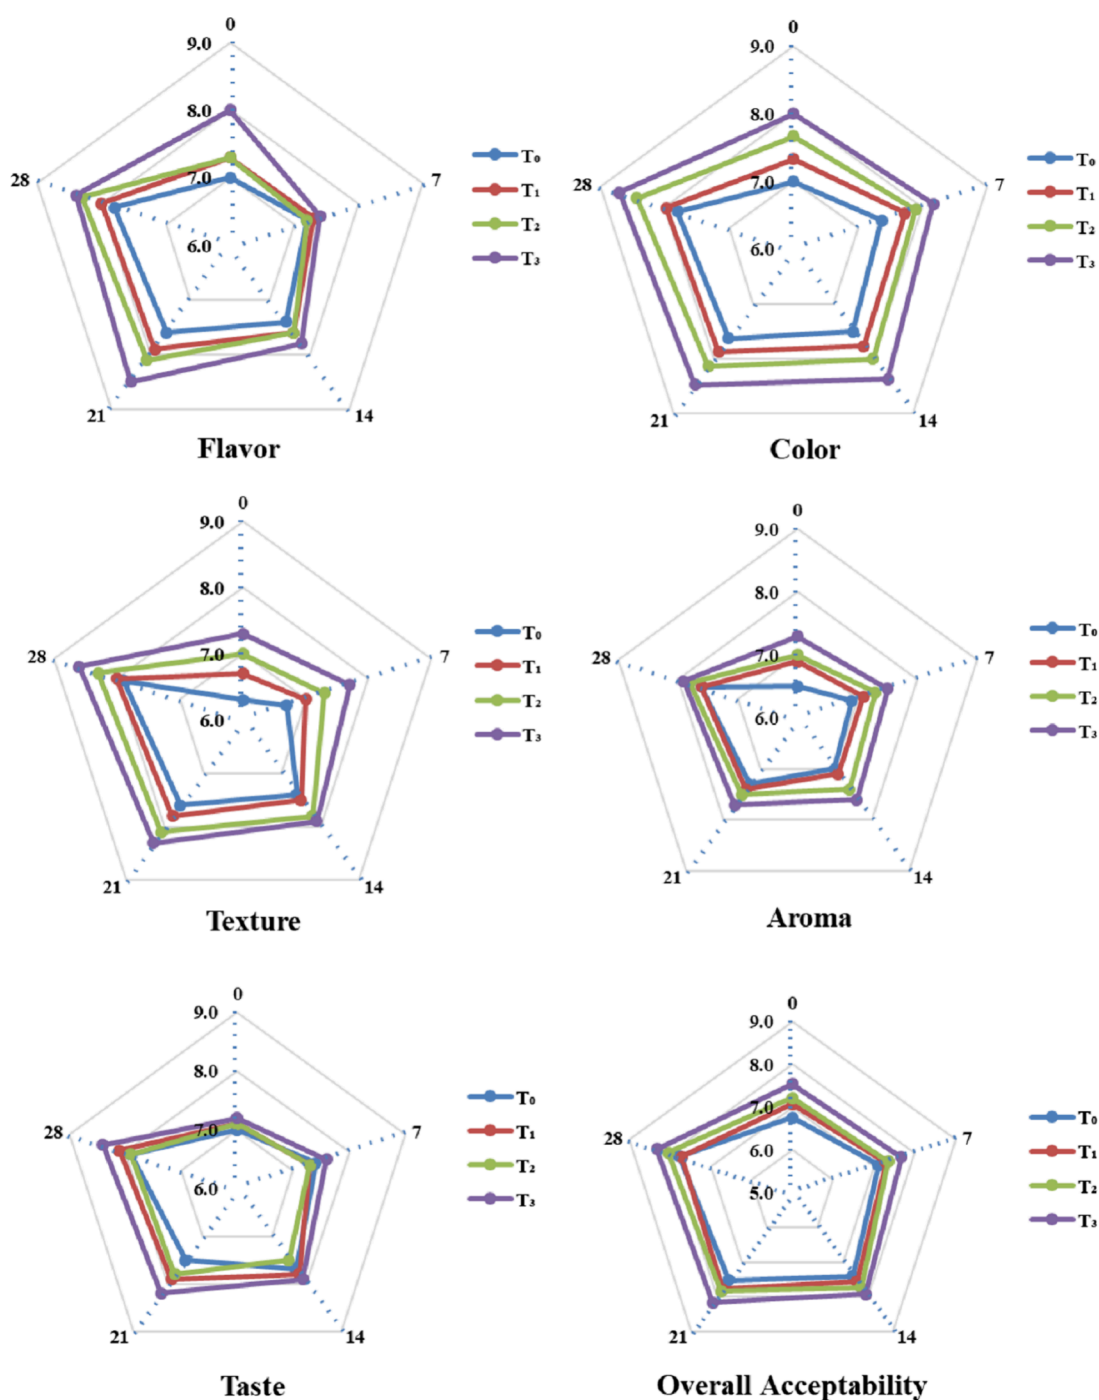 0
9.0
8.0
7.0
6.0
7
14
21
28
T₀
T₁
T₂
T₃
Flavor
0
9.0
8.0
7.0
6.0
7
14
21
28
T₀
T₁
T₂
T₃
Color
0
9.0
8.0
7.0
6.0
7
14
21
28
T₀
T₁
T₂
T₃
Texture
0
9.0
8.0
7.0
6.0
7
14
21
28
T₀
T₁
T₂
T₃
Aroma
0
9.0
8.0
7.0
6.0
7
14
21
28
T₀
T₁
T₂
T₃
Taste
0
9.0
8.0
7.0
6.0
5.0
7
14
21
28
T₀
T₁
T₂
T₃
Overall Acceptability